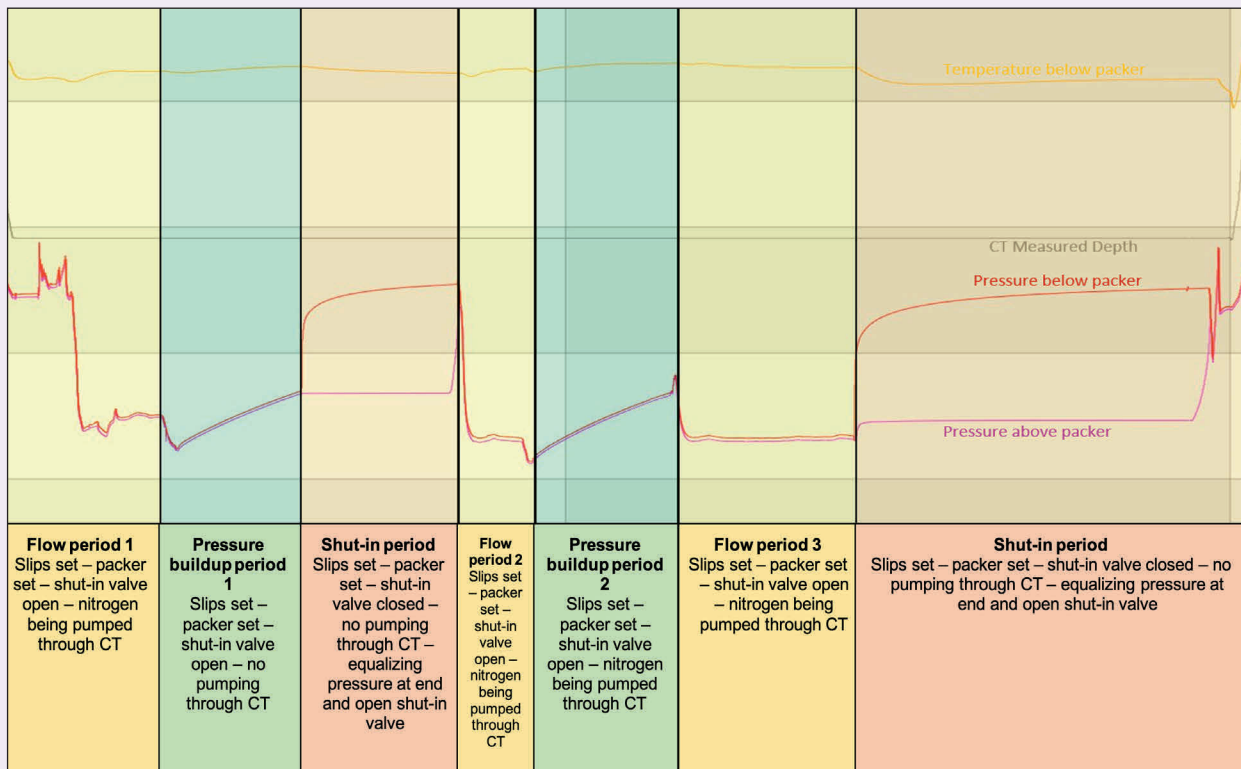 Temperature below packer
CT Measured Depth
Pressure below packer
Pressure above packer
Flow period 1
Slips set – packer
set – shut-in valve
open – nitrogen
being pumped
through CT
Pressure
buildup period
1
Slips set –
packer set –
shut-in valve
open – no
pumping
through CT
Shut-in period
Slips set – packer
set – shut-in
valve closed –
no pumping
through CT –
equalizing
pressure at end
and open shut-in
valve
Flow
period 2
Slips set
– packer
set –
shut-in
valve
open –
nitrogen
being
pumped
through
CT
Pressure
buildup period
2
Slips set –
packer set –
shut-in valve
open – nitrogen
being pumped
through CT
Flow period 3
Slips set – packer set
– shut-in valve open
– nitrogen being
pumped through CT
Shut-in period
Slips set – packer set – shut-in valve closed – no
pumping through CT – equalizing pressure at
end and open shut-in valve